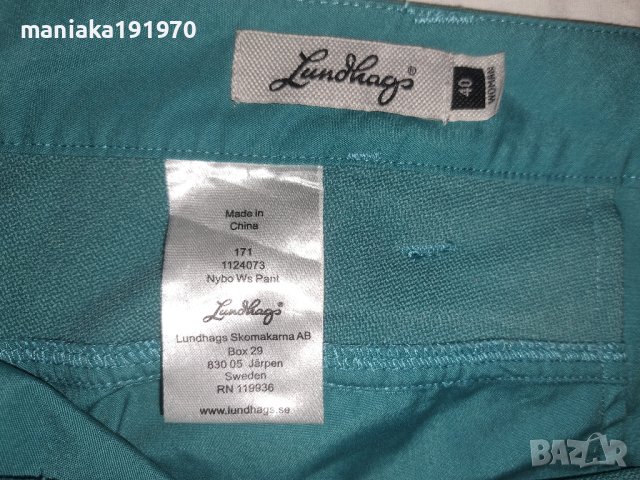 maniaka191970
Lundhags®
40
WOMAN
Made in
China
171
1124073
Nybo Ws Pant
Lundhags®
Lundhags Skomakarna AB
Box 29
830 05 Järpen
Sweden
RN 119936
www.lundhags.se
BAZAR